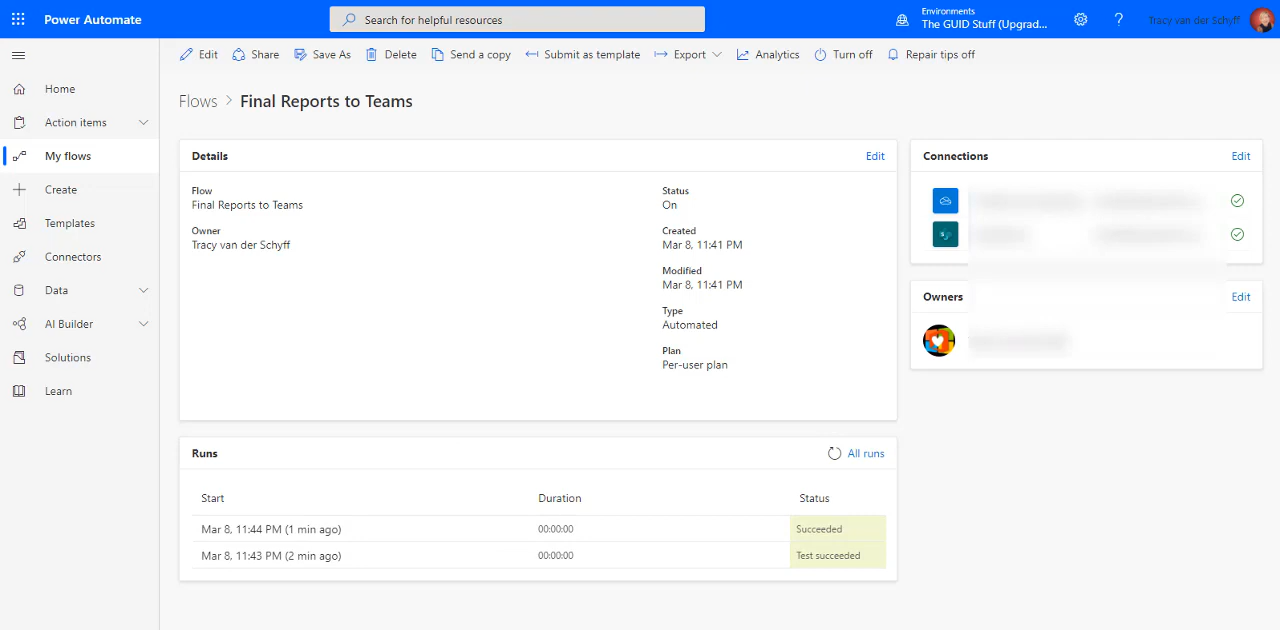 Power Automate
Search for helpful resources
Environments
The GUID Stuff (Upgrad...
?
Tracy van der Schyff
Edit
Share
Save As
Delete
Send a copy
Submit as template
Export
Analytics
Turn off
Repair tips off
Home
Action items
My flows
Create
Templates
Connectors
Data
AI Builder
Solutions
Learn
Flows > Final Reports to Teams
Details
Edit
Flow
Final Reports to Teams
Owner
Tracy van der Schyff
Status
On
Created
Mar 8, 11:41 PM
Modified
Mar 8, 11:41 PM
Type
Automated
Plan
Per-user plan
Connections
Edit
Owners
Edit
Runs
All runs
Start Duration Status
Mar 8, 11:44 PM (1 min ago) 00:00:00 Succeeded
Mar 8, 11:43 PM (2 min ago) 00:00:00 Test succeeded